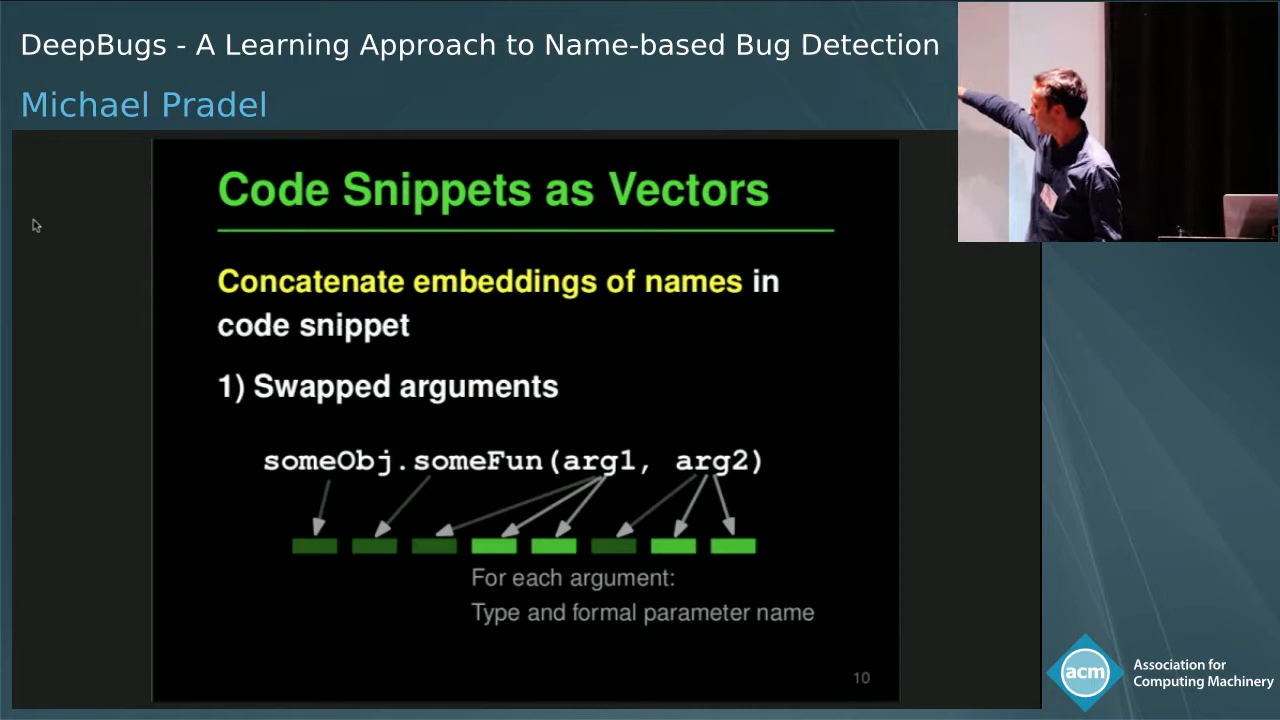 DeepBugs - A Learning Approach to Name-based Bug Detection
Michael Pradel
Code Snippets as Vectors
Concatenate embeddings of names in
code snippet
1) Swapped arguments
someObj.someFun(arg1, arg2)
For each argument:
Type and formal parameter name
10
acm
Association for
Computing Machinery